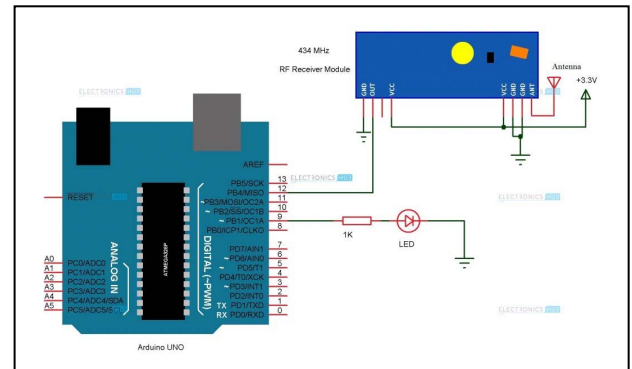 434 MHz
RF Receiver Module
GND
OUT
VCC
VCC
GND
GND
ANT
Antenna
+3.3V
ELECTRONICS HUB
ELECTRONICS HUB
AREF
RESET
PB5/SCK 13
PB4/MISO 12
~PB3/MOSI/OC2A 11
~PB2/SS/OC1B 10
~PB1/OC1A 9
PB0/ICP1/CLKO 8
PD7/AIN1 7
~PD6/AIN0 6
~PD5/T1 5
PD4/T0/XCK 4
~PD3/INT1 3
PD2/INT0 2
TX PD1/TXD 1
RX PD0/RXD 0
DIGITAL (~PWM)
ATMEGA328P
ANALOG IN
A0 PC0/ADC0
A1 PC1/ADC1
A2 PC2/ADC2
A3 PC3/ADC3
A4 PC4/ADC4/SDA
A5 PC5/ADC5/SCL
ELECTRONICS HUB
1K
LED
ELECTRONICS HUB
Arduino UNO